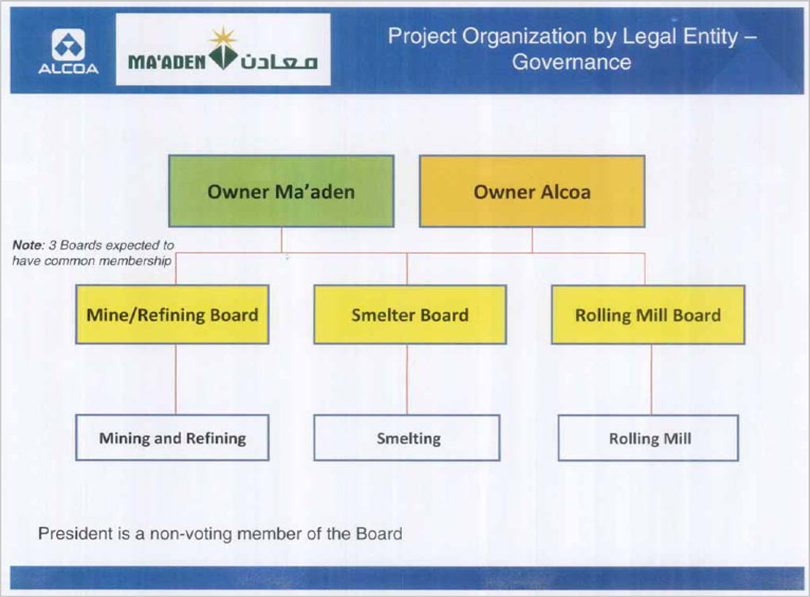 ALCOA
MA'ADEN معادن
Project Organization by Legal Entity –
Governance
Owner Ma'aden
Owner Alcoa
Note: 3 Boards expected to
have common membership
Mine/Refining Board
Smelter Board
Rolling Mill Board
Mining and Refining
Smelting
Rolling Mill
President is a non-voting member of the Board